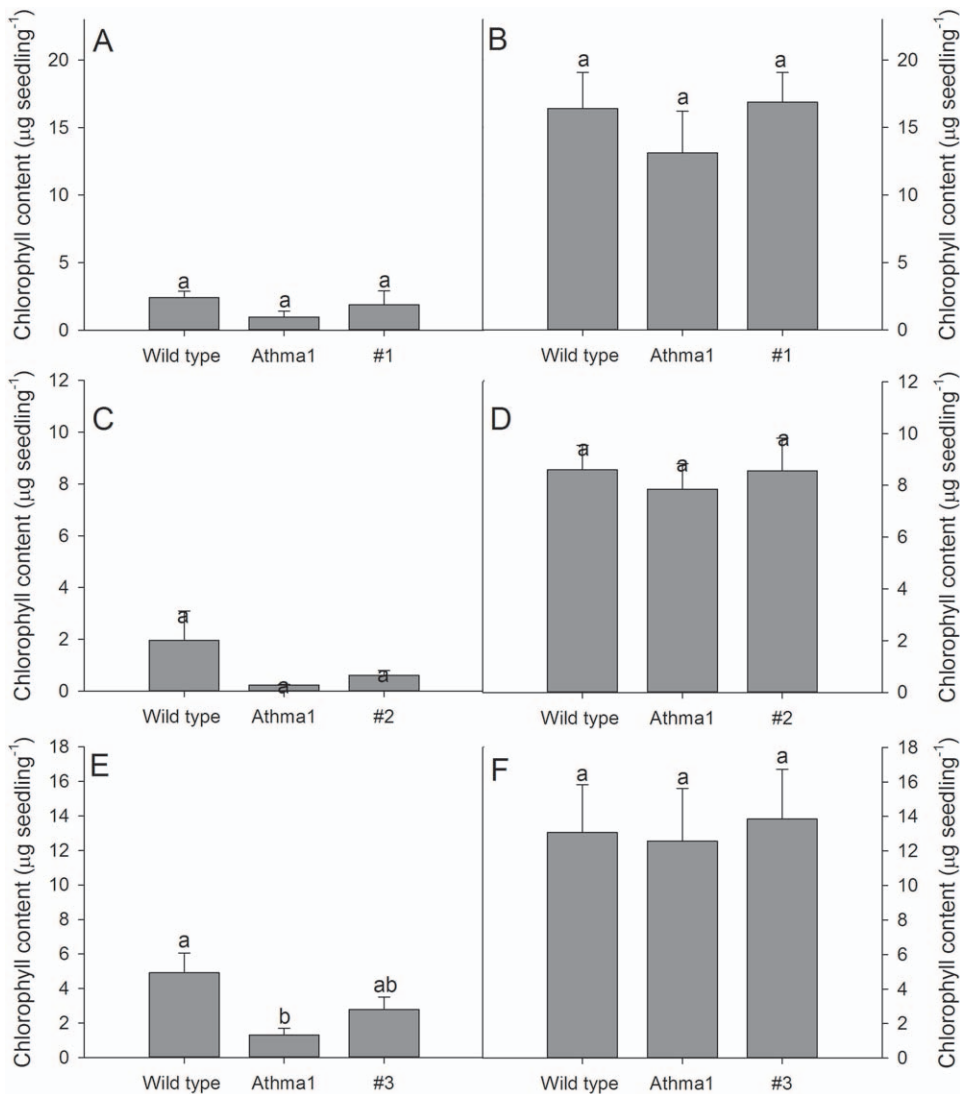 A
B
Chlorophyll content (µg seedling⁻¹)
20
15
10
5
0
a
a
a
Wild type
Athma1
#1
a
a
a
Wild type
Athma1
#1
20
15
10
5
0
Chlorophyll content (µg seedling⁻¹)
C
D
Chlorophyll content (µg seedling⁻¹)
12
10
8
6
4
2
0
a
a
a
Wild type
Athma1
#2
a
a
a
Wild type
Athma1
#2
12
10
8
6
4
2
0
Chlorophyll content (µg seedling⁻¹)
E
F
Chlorophyll content (µg seedling⁻¹)
18
16
14
12
10
8
6
4
2
0
a
b
ab
Wild type
Athma1
#3
a
a
a
Wild type
Athma1
#3
18
16
14
12
10
8
6
4
2
0
Chlorophyll content (µg seedling⁻¹)